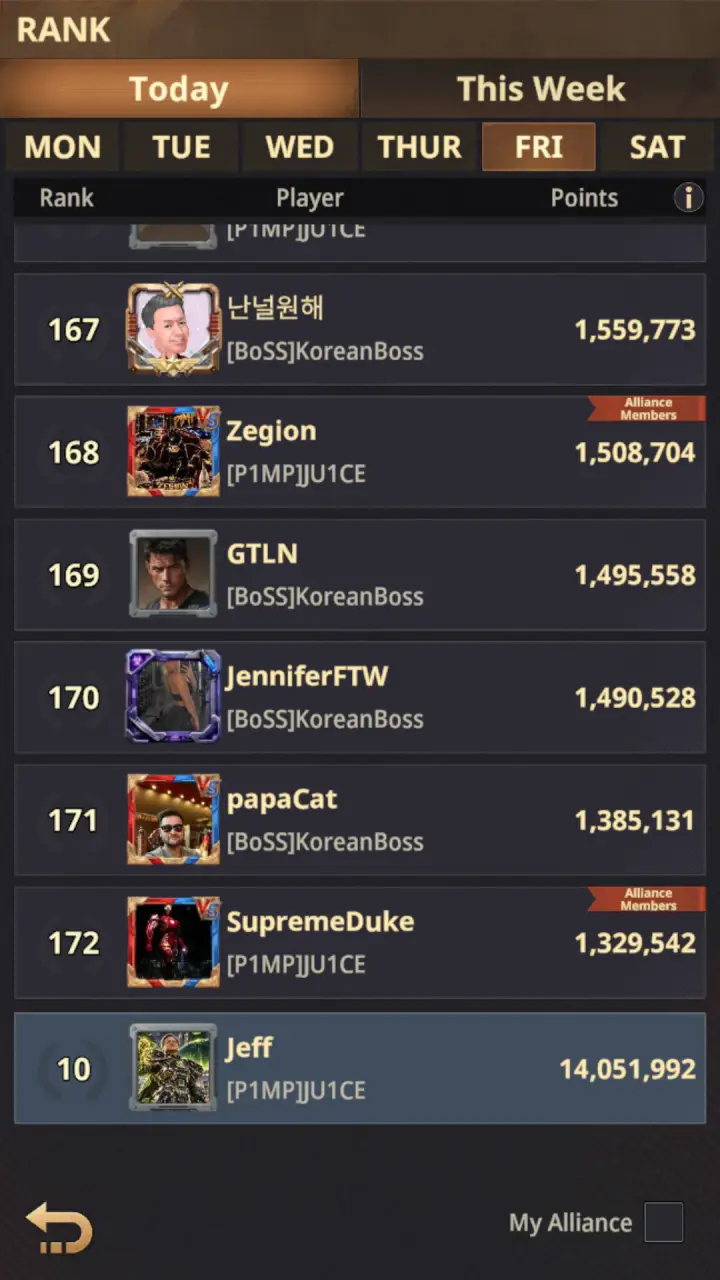 RANK
Today
This Week
MON
TUE
WED
THUR
FRI
SAT
Rank
Player
Points
[P1MP]JU1CE
167
난널원해
[BoSS]KoreanBoss
1,559,773
168
Zegion
[P1MP]JU1CE
Alliance
Members
1,508,704
169
GTLN
[BoSS]KoreanBoss
1,495,558
170
JenniferFTW
[BoSS]KoreanBoss
1,490,528
171
papaCat
[BoSS]KoreanBoss
1,385,131
172
SupremeDuke
[P1MP]JU1CE
Alliance
Members
1,329,542
10
Jeff
[P1MP]JU1CE
14,051,992
My Alliance